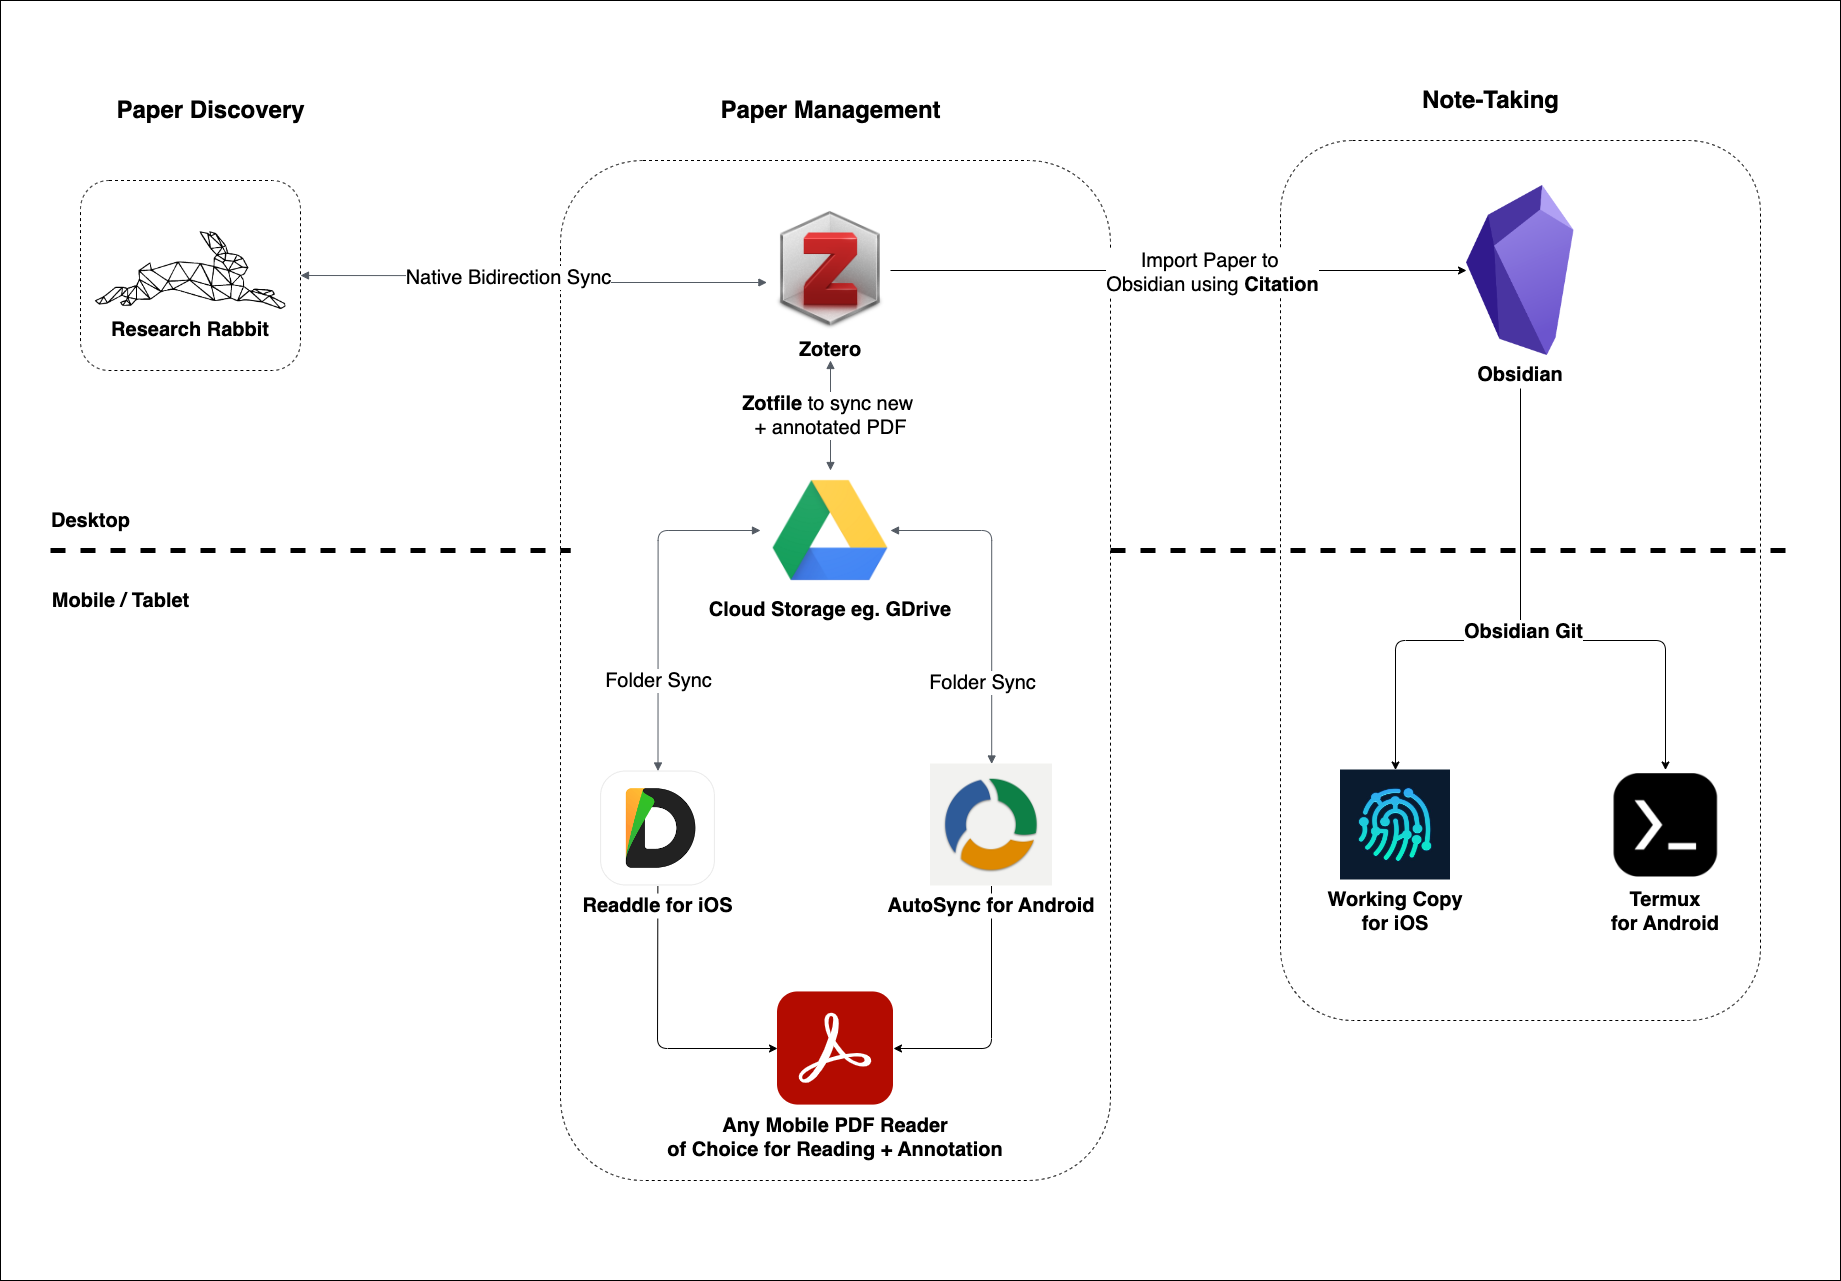 Paper Discovery
Paper Management
Note-Taking
Research Rabbit
Native Bidirection Sync
Z
Zotero
Import Paper to
Obsidian using Citation
Obsidian
Zotfile to sync new
+ annotated PDF
Desktop
Mobile / Tablet
Cloud Storage eg. GDrive
Folder Sync
Folder Sync
Obsidian Git
D
Readdle for iOS
AutoSync for Android
>_
Working Copy
for iOS
Termux
for Android
Any Mobile PDF Reader
of Choice for Reading + Annotation